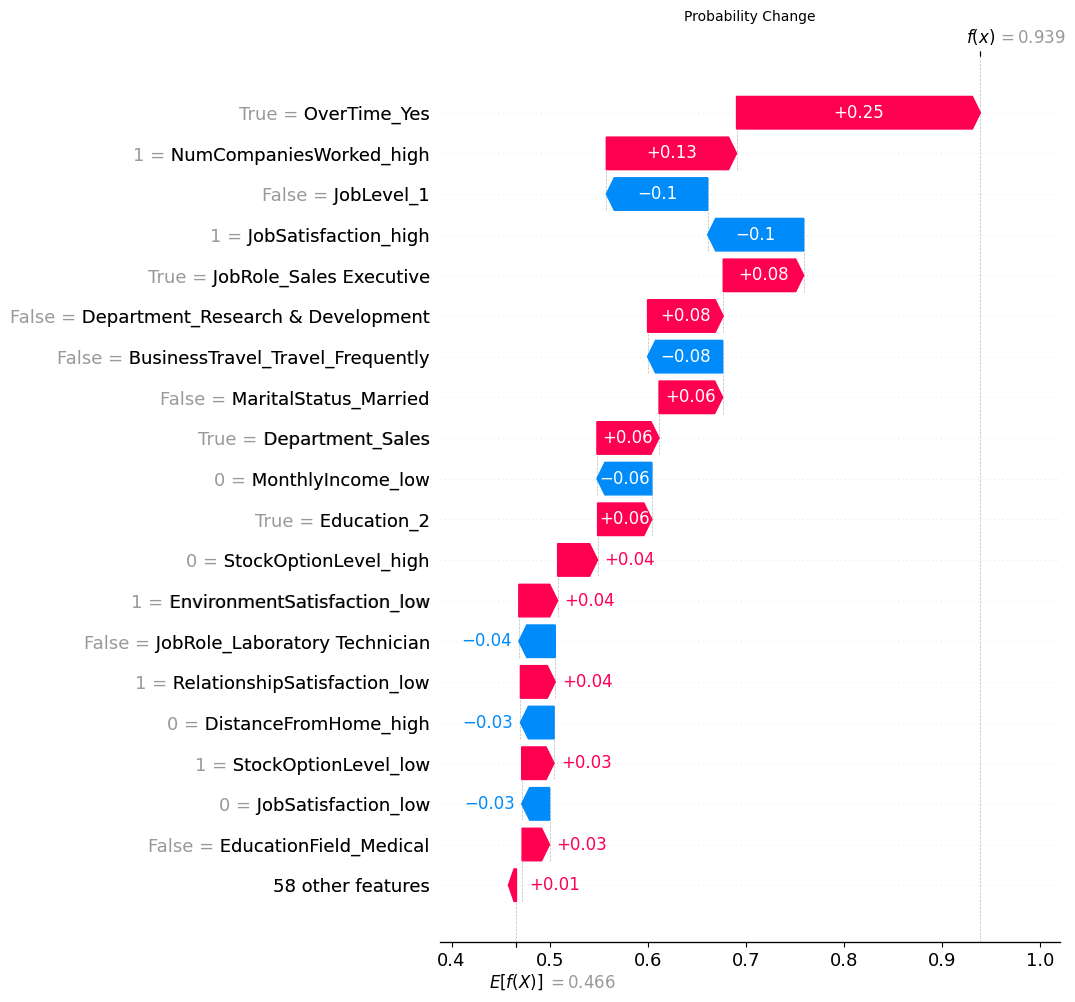 Probability Change
f(x) = 0.939
True = OverTime_Yes +0.25
1 = NumCompaniesWorked_high +0.13
False = JobLevel_1 −0.1
1 = JobSatisfaction_high −0.1
True = JobRole_Sales Executive +0.08
False = Department_Research & Development +0.08
False = BusinessTravel_Travel_Frequently −0.08
False = MaritalStatus_Married +0.06
True = Department_Sales +0.06
0 = MonthlyIncome_low −0.06
True = Education_2 +0.06
0 = StockOptionLevel_high +0.04
1 = EnvironmentSatisfaction_low +0.04
False = JobRole_Laboratory Technician −0.04
1 = RelationshipSatisfaction_low +0.04
0 = DistanceFromHome_high −0.03
1 = StockOptionLevel_low +0.03
0 = JobSatisfaction_low −0.03
False = EducationField_Medical +0.03
58 other features +0.01
0.4 0.5 0.6 0.7 0.8 0.9 1.0
E[f(X)] = 0.466